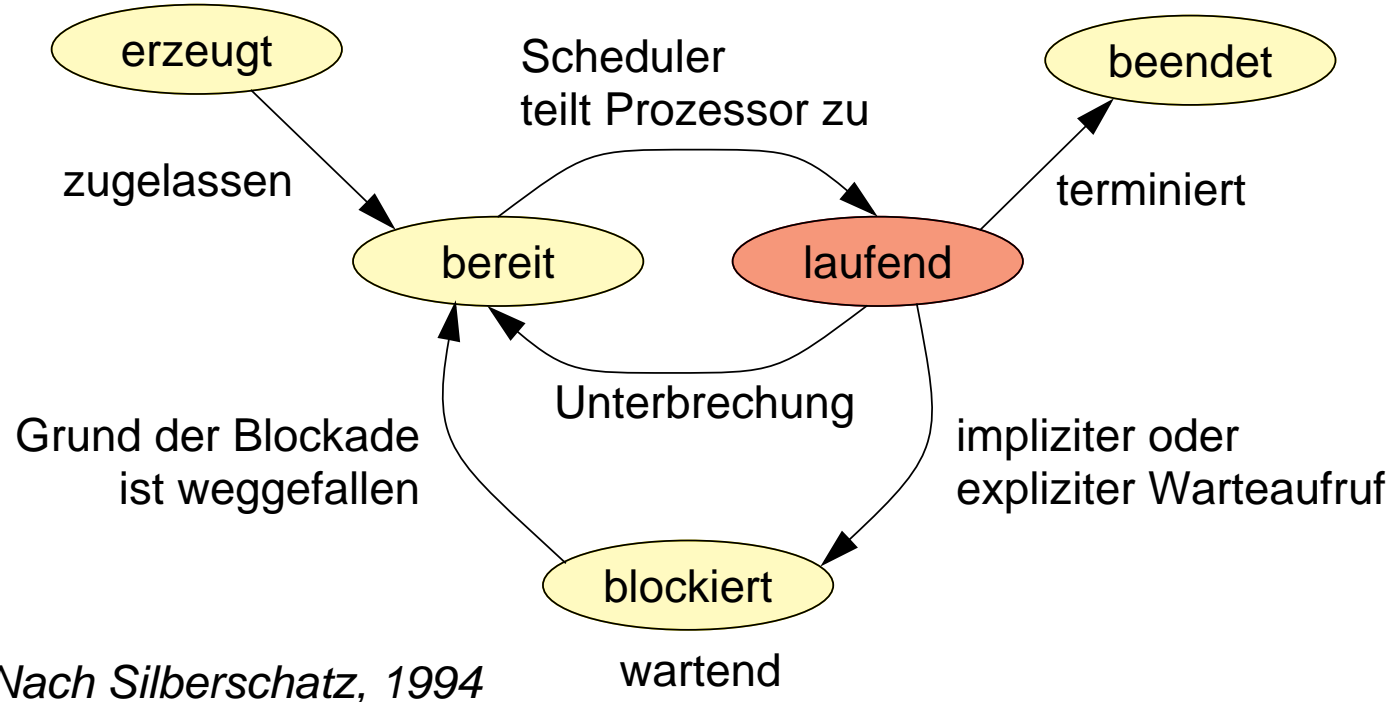 erzeugt
Scheduler
teilt Prozessor zu
beendet
zugelassen
terminiert
bereit
laufend
Unterbrechung
Grund der Blockade
ist weggefallen
impliziter oder
expliziter Warteaufruf
blockiert
wartend
Nach Silberschatz, 1994